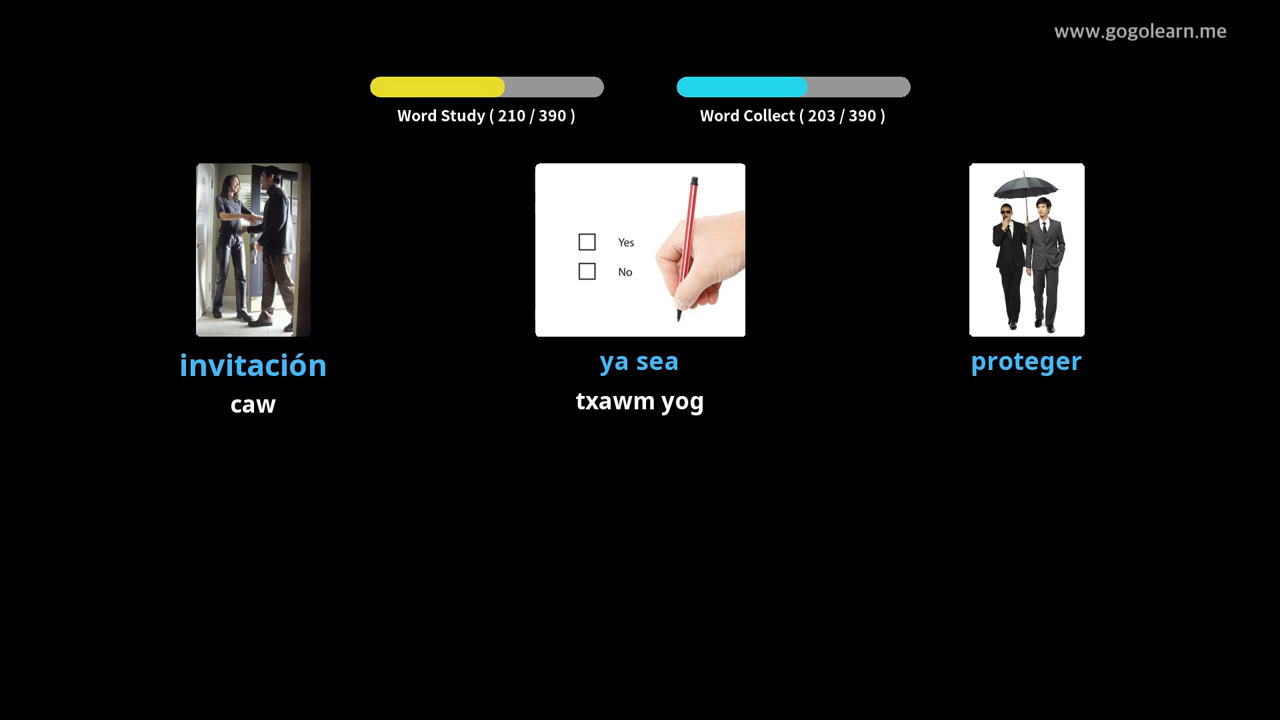 www.gogolearn.me
Word Study ( 210 / 390 )
Word Collect ( 203 / 390 )
Yes
No
invitación
ya sea
proteger
caw
txawm yog